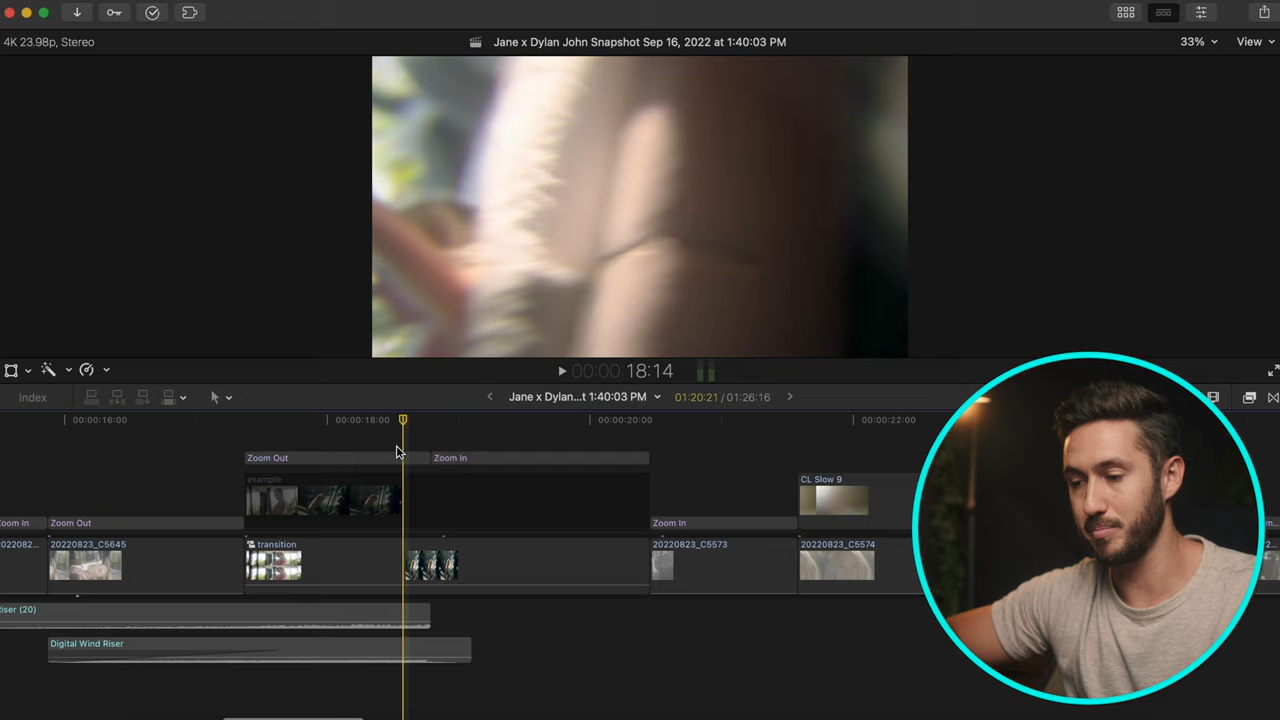 4K 23.98p, Stereo
Jane x Dylan John Snapshot Sep 16, 2022 at 1:40:03 PM
33%
View
00:00:18:14
Index
Jane x Dylan...t 1:40:03 PM
01:20:21 / 01:26:16
00:00:16:00
00:00:18:00
00:00:20:00
00:00:22:00
Zoom Out
Zoom In
example
CL Slow 9
Zoom In
Zoom Out
Zoom In
202208...
20220823_C5645
transition
20220823_C5573
20220823_C5574
Riser (20)
Digital Wind Riser